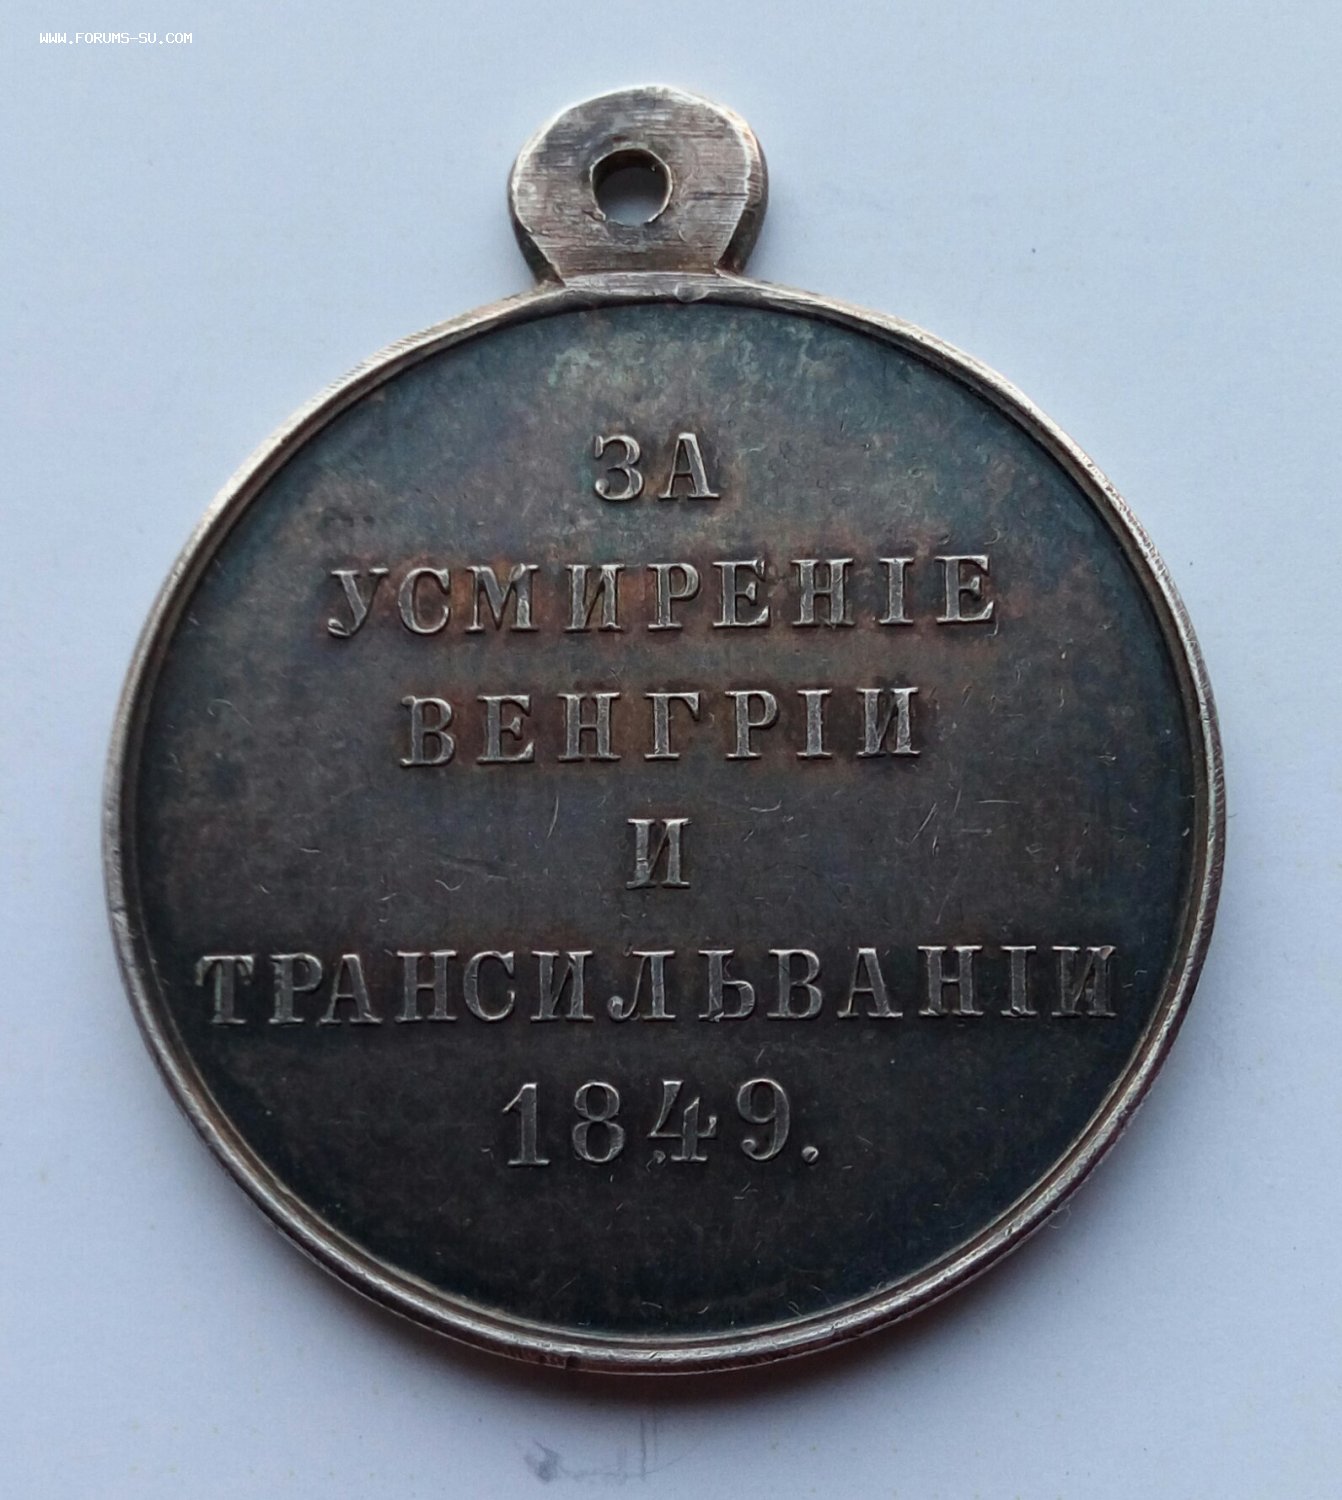 WWW.FORUMS-SU.COM
ЗА
УСМИРЕНІЕ
ВЕНГРІИ
И
ТРАНСИЛЬВАНІИ
1849.